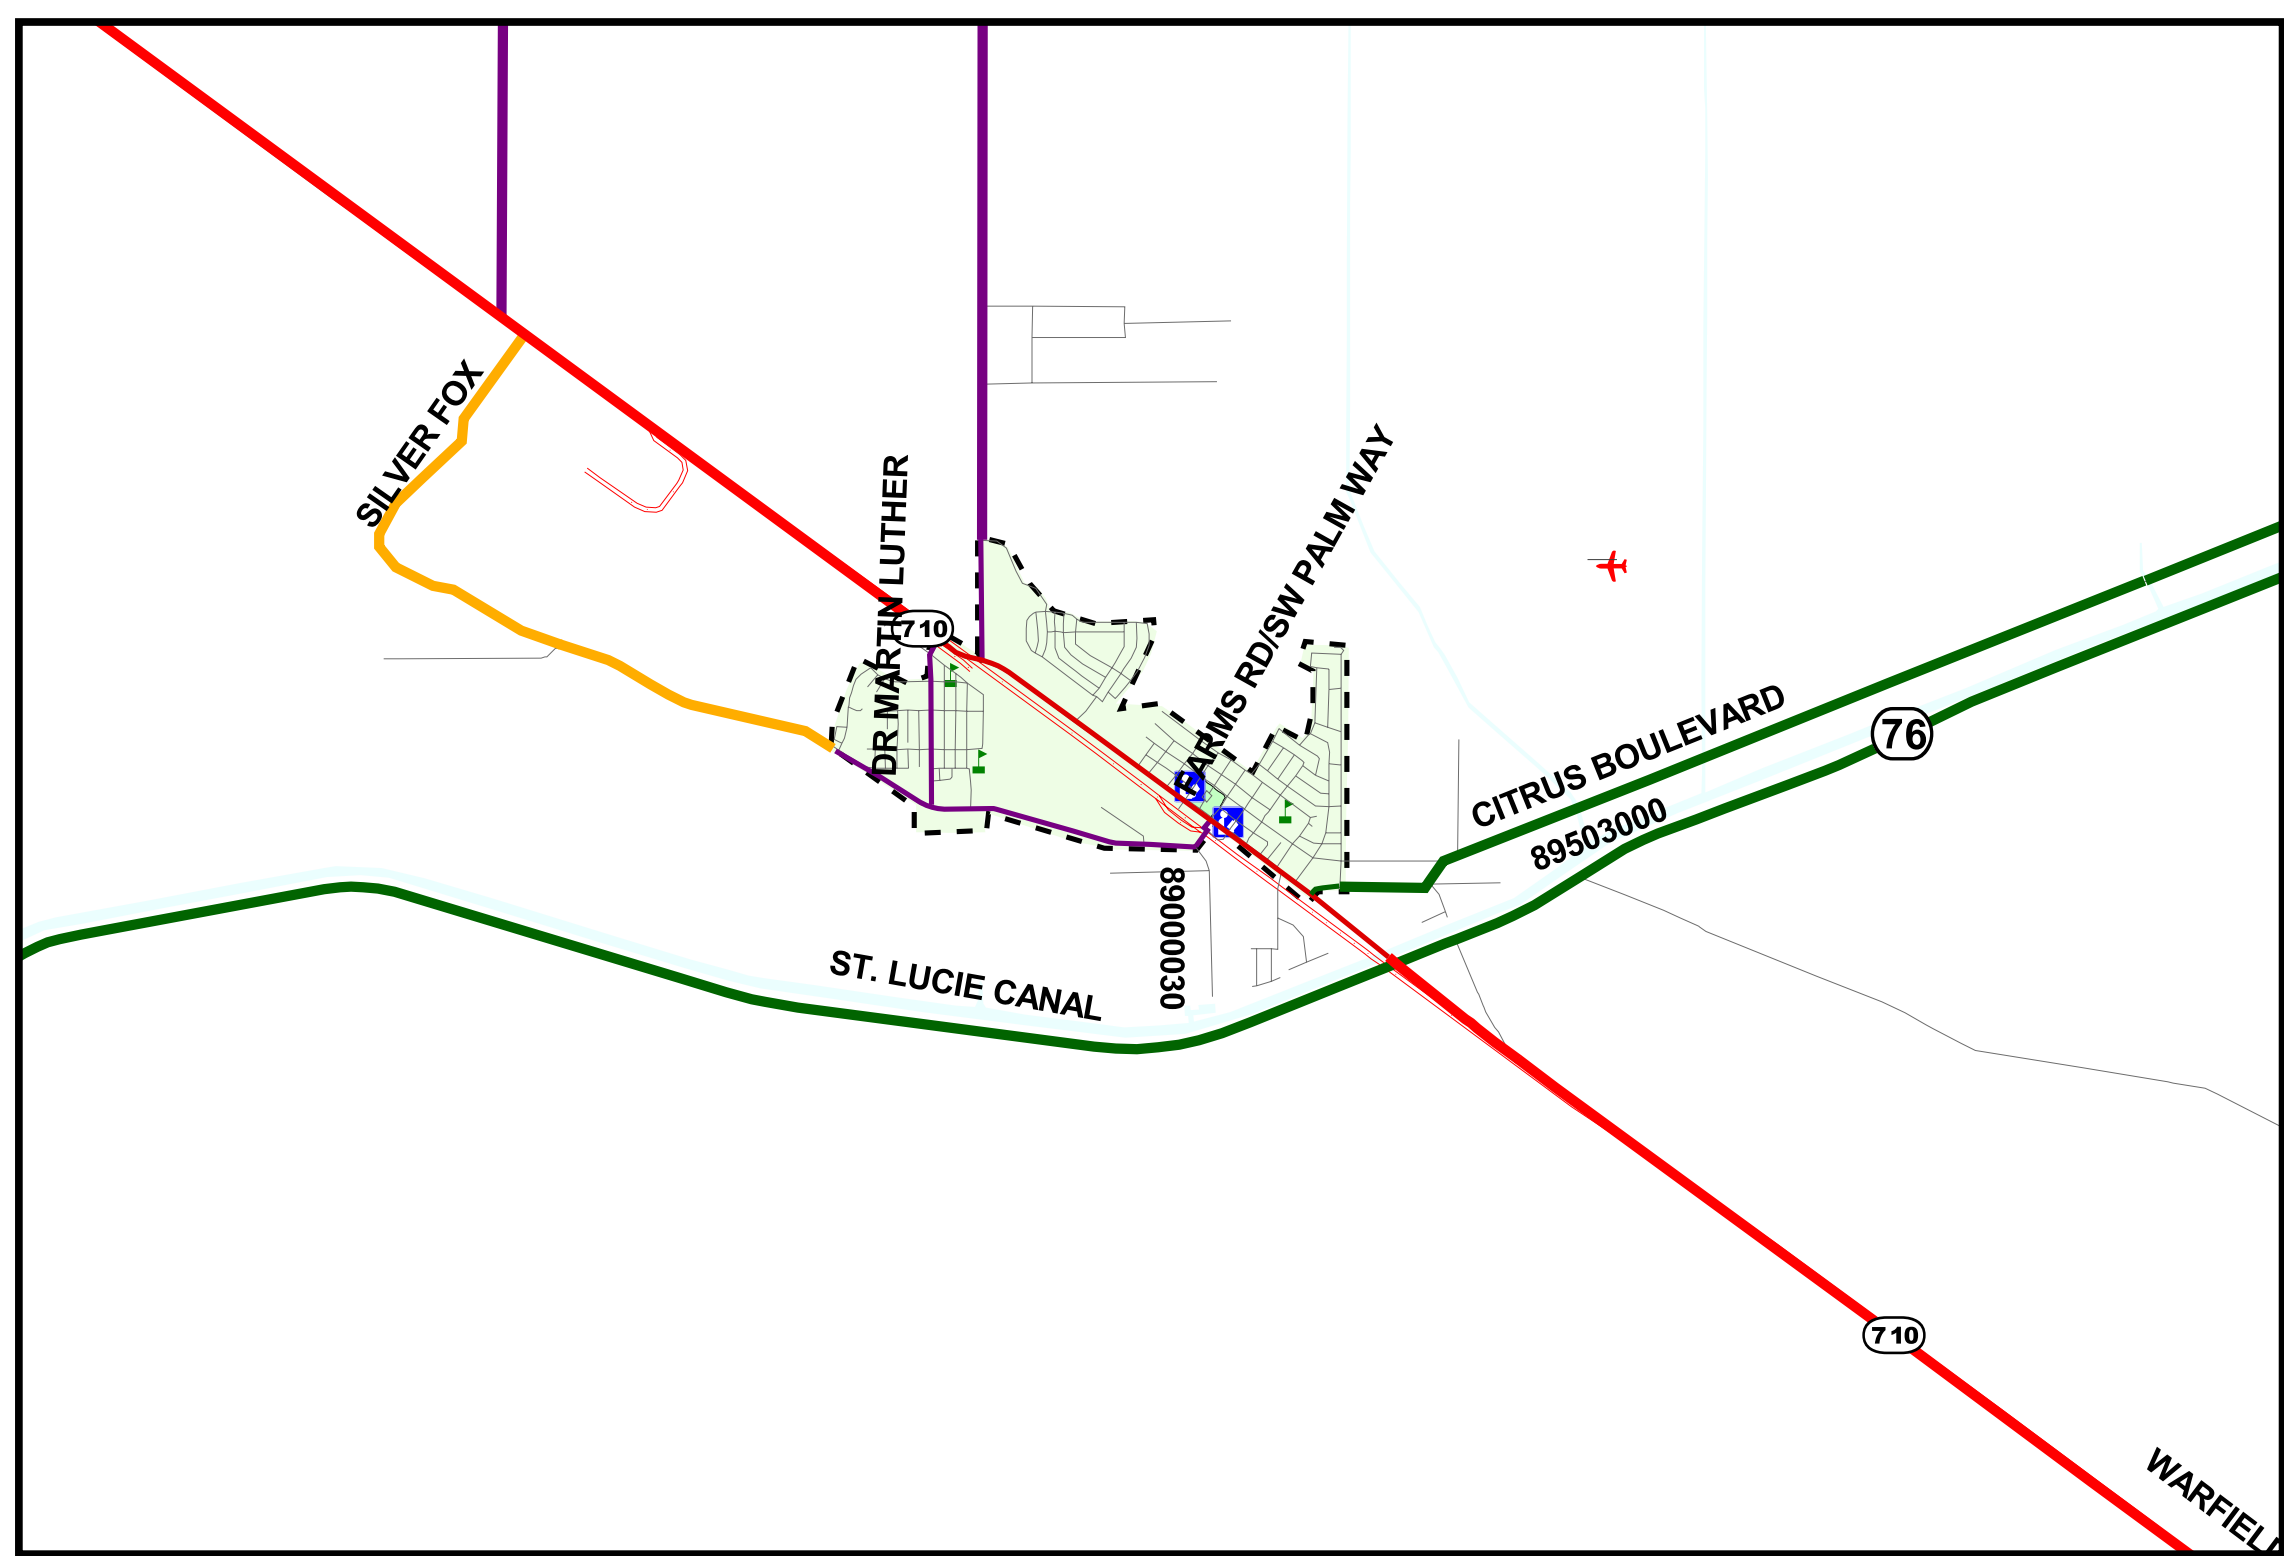 SILVER FOX
DR MARTIN LUTHER
710
FARMS RD/SW PALM WAY
CITRUS BOULEVARD
76
89503000
89000030
ST. LUCIE CANAL
710